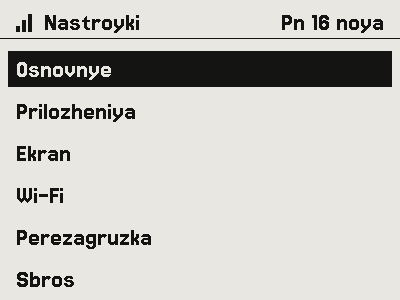 Nastroyki Pn 16 noya
Osnovnye
Prilozheniya
Ekran
Wi-Fi
Perezagruzka
Sbros